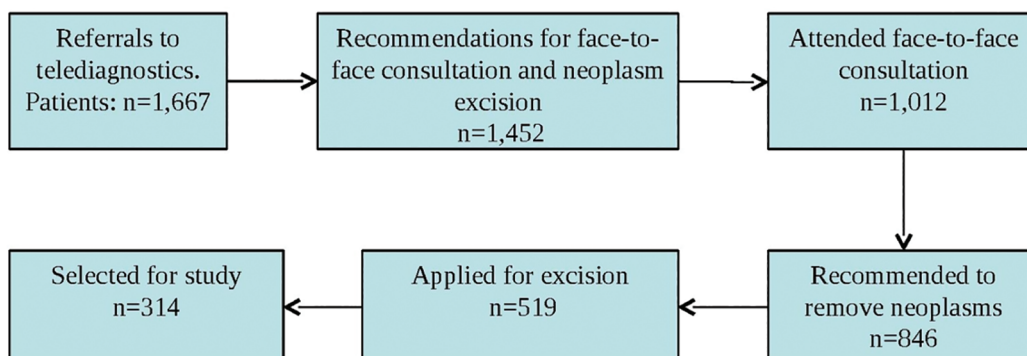 Referrals to
telediagnostics.
Patients: n=1,667
Recommendations for face-to-
face consultation and neoplasm
excision
n=1,452
Attended face-to-face
consultation
n=1,012
Recommended to
remove neoplasms
n=846
Applied for excision
n=519
Selected for study
n=314